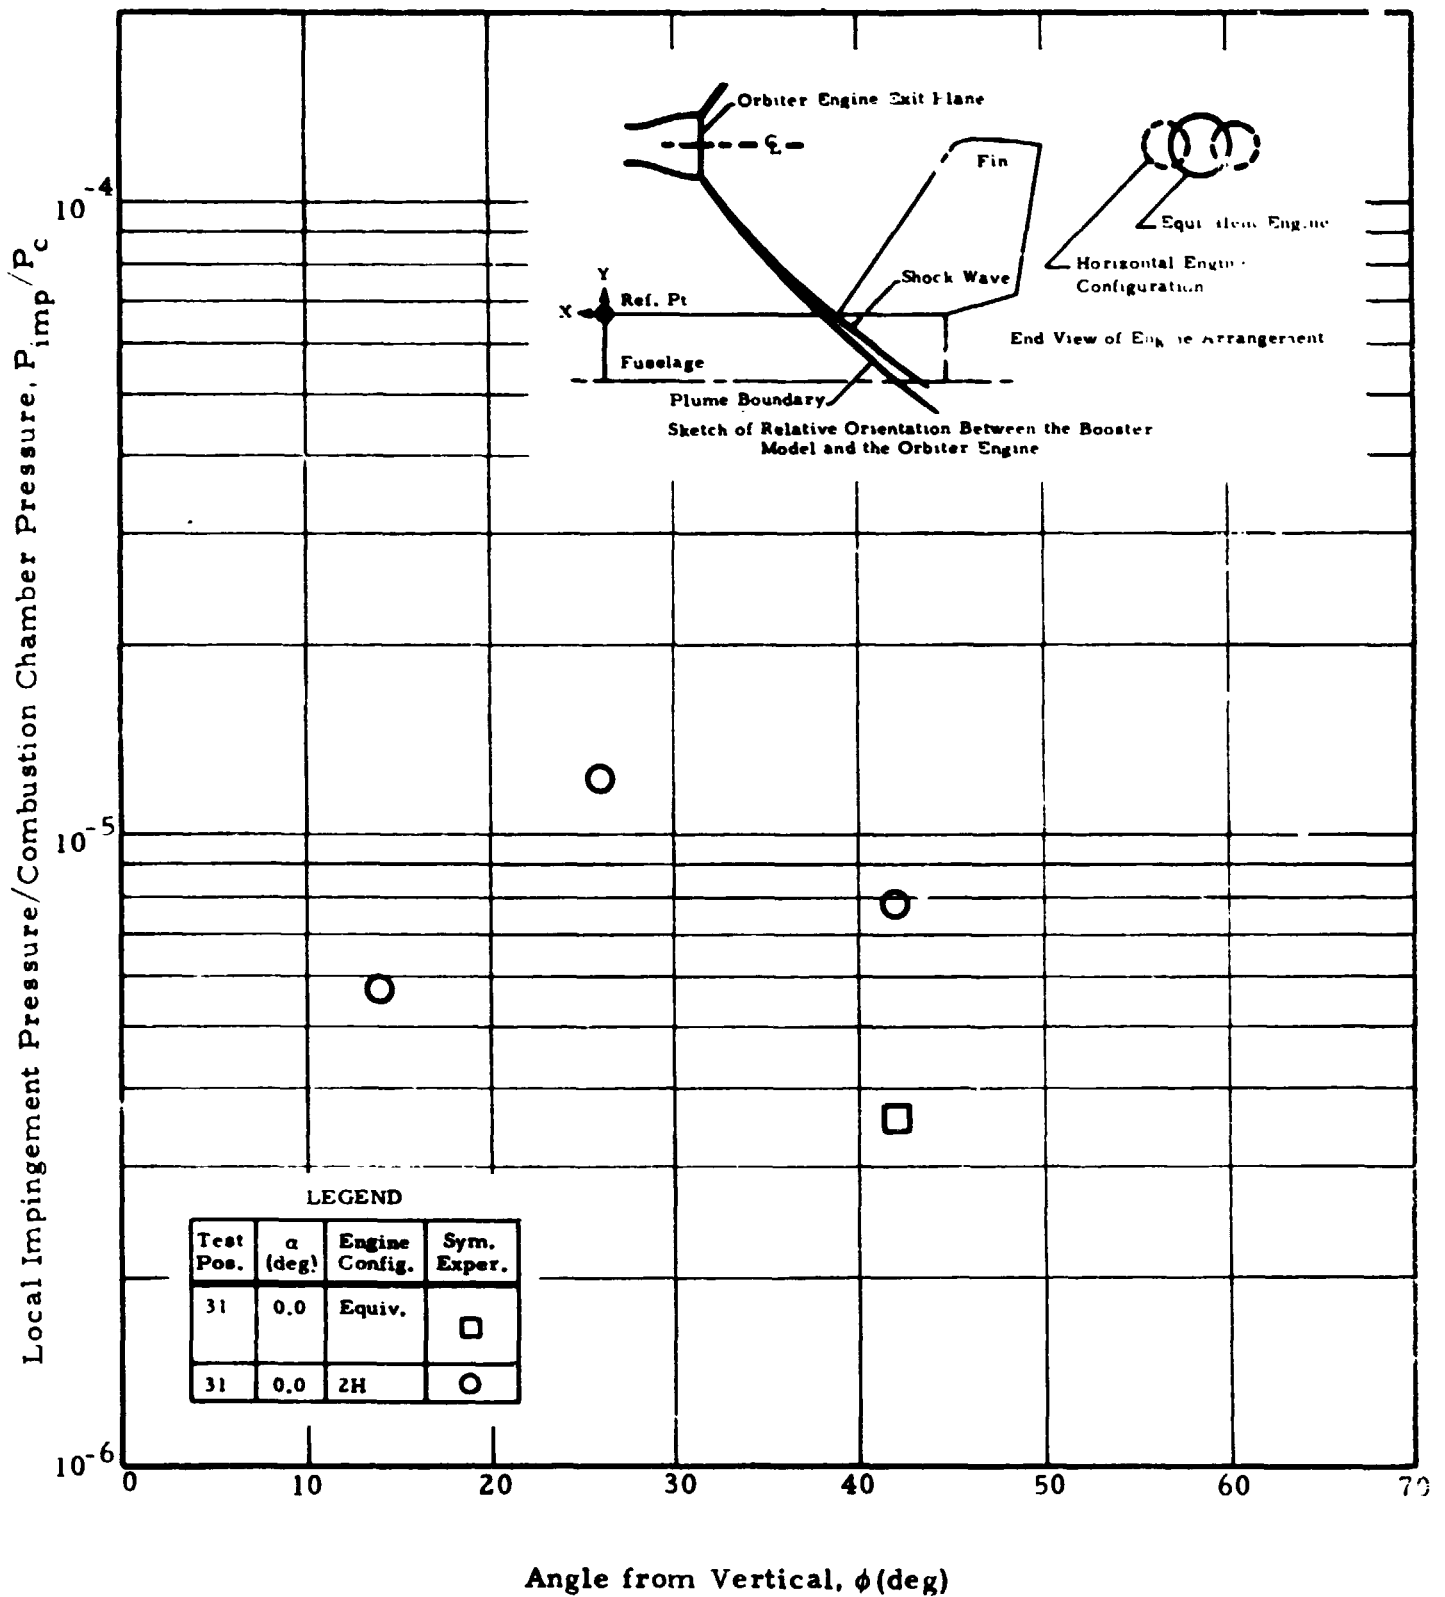 Local Impingement Pressure/Combustion Chamber Pressure, P_imp/P_c
10^-4
10^-5
10^-6
Orbiter Engine Exit Plane
℄
Fin
Engine
Horizontal
Configuration
Shock Wave
Y
X
Ref. Pt
End View of Arrangement
Fuselage
Plume Boundary
Sketch of Relative Orientation Between the Booster
Model and the Orbiter Engine
LEGEND
Test Pos. α (deg) Engine Config. Sym. Exper.
31 0.0 Equiv. □
31 0.0 2H ○
0 10 20 30 40 50 60 70
Angle from Vertical, ϕ (deg)